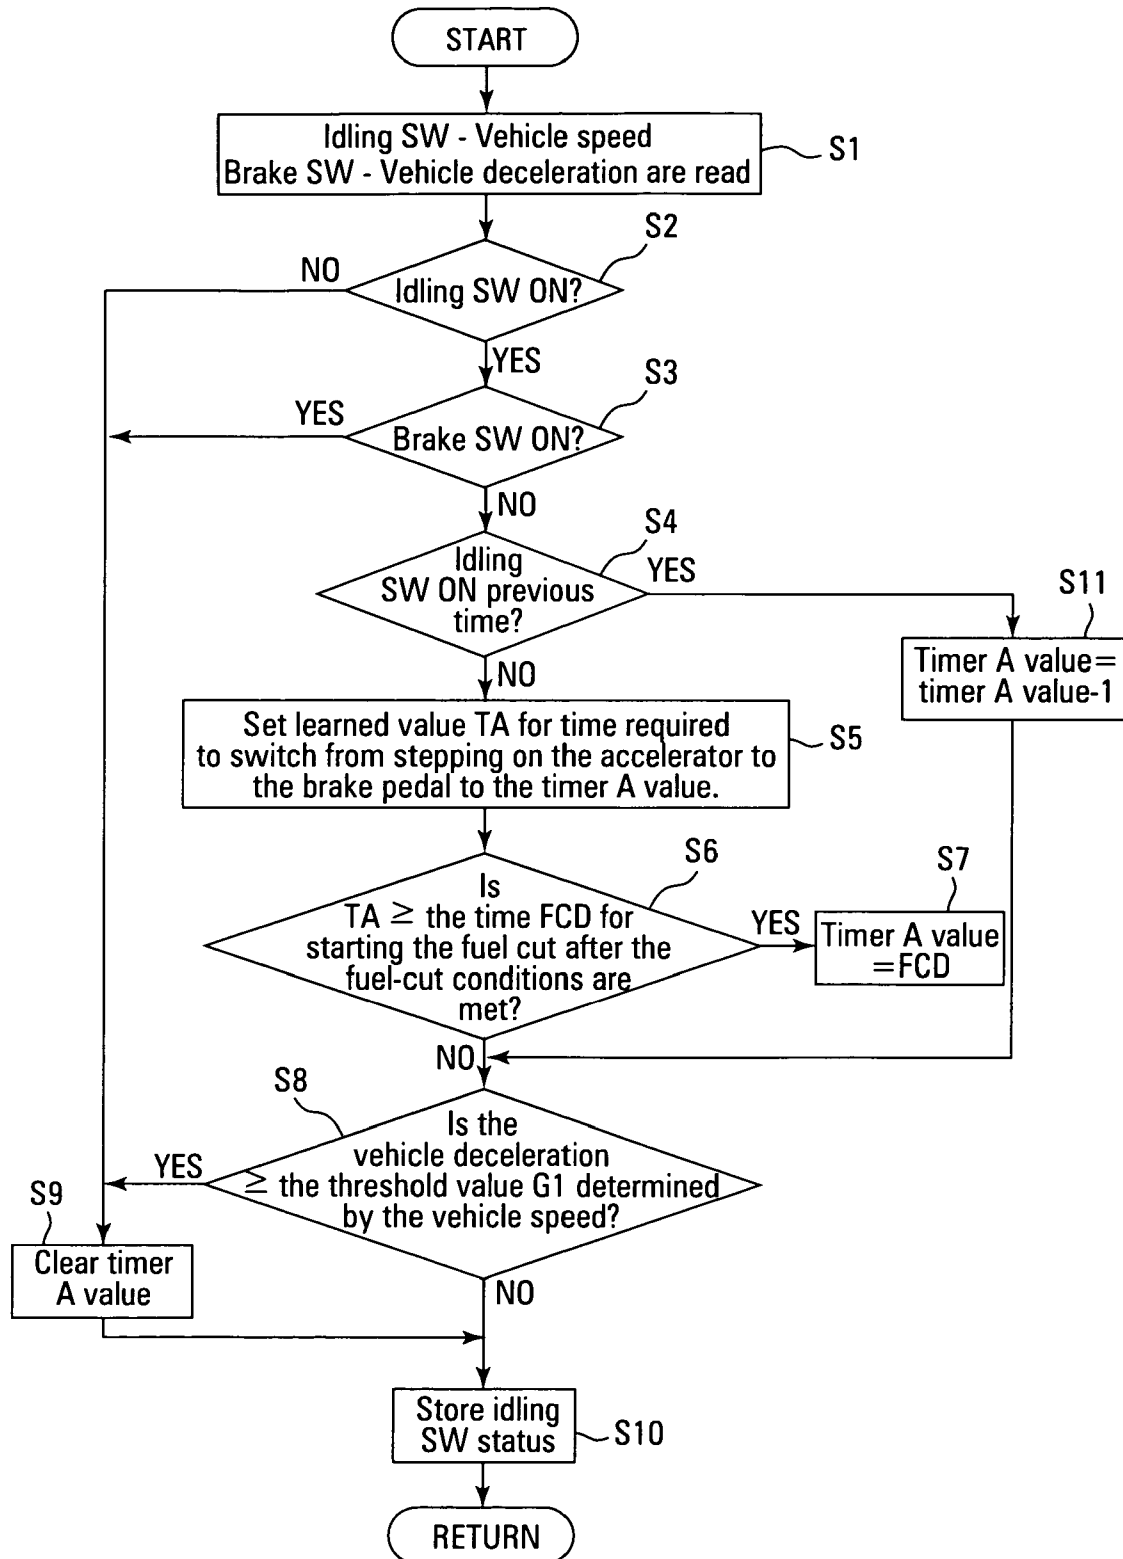 START
Idling SW - Vehicle speed
Brake SW - Vehicle deceleration are read
S1
S2
NO
Idling SW ON?
YES
S3
YES
Brake SW ON?
NO
S4
Idling
SW ON previous
time?
YES
S11
Timer A value=
timer A value-1
NO
Set learned value TA for time required
to switch from stepping on the accelerator to
the brake pedal to the timer A value.
S5
S6
Is
TA ≧ the time FCD for
starting the fuel cut after the
fuel-cut conditions are
met?
YES
S7
Timer A value
=FCD
NO
S8
Is the
vehicle deceleration
≧ the threshold value G1 determined
by the vehicle speed?
YES
S9
Clear timer
A value
NO
Store idling
SW status
S10
RETURN